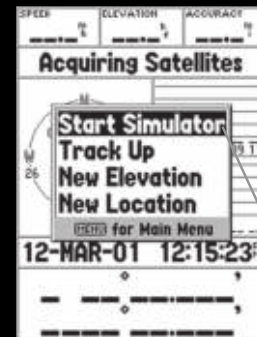 SPEED ELEVATION ACCURACY
Acquiring Satellites
Start Simulator
Track Up
New Elevation
New Location
MENU for Main Menu
12-MAR-01 12:15:23